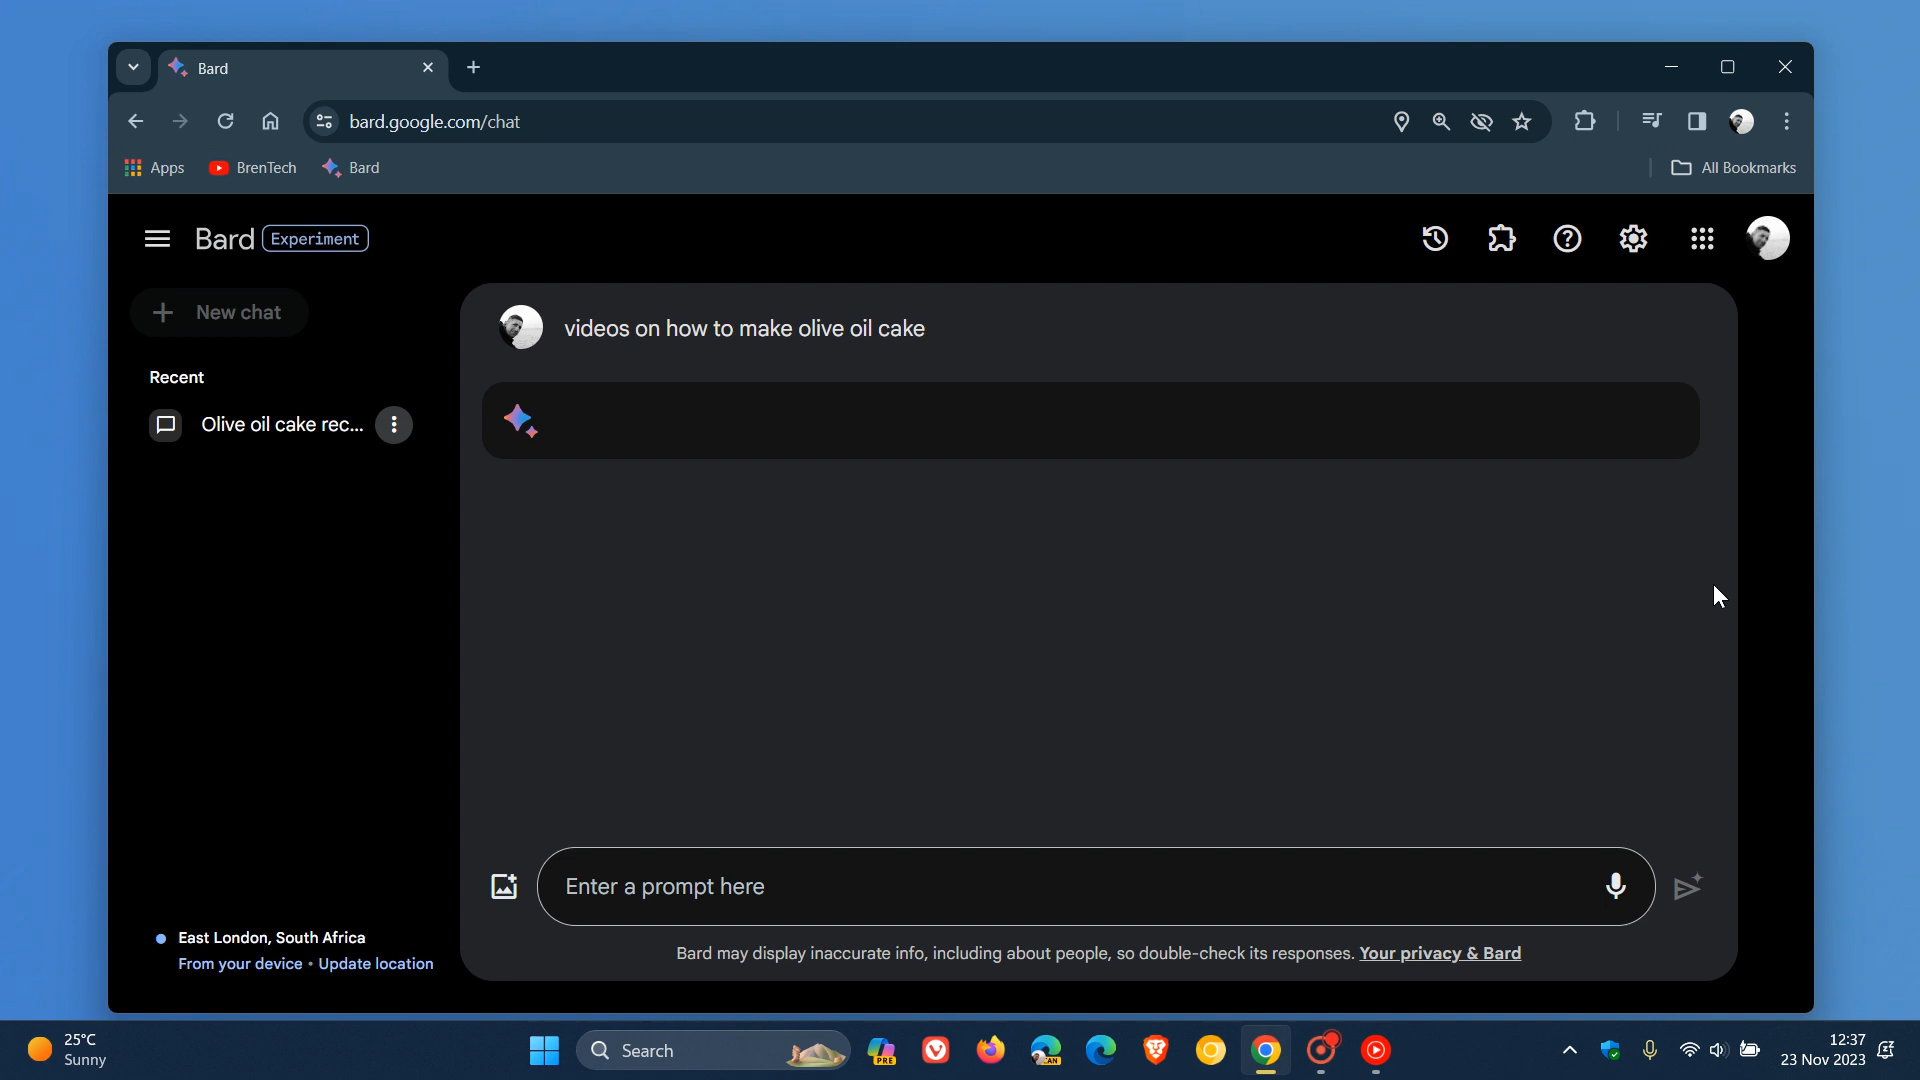 Bard
bard.google.com/chat
Apps
BrenTech
Bard
All Bookmarks
Bard
Experiment
New chat
videos on how to make olive oil cake
Recent
Olive oil cake rec...
Enter a prompt here
East London, South Africa
From your device • Update location
Bard may display inaccurate info, including about people, so double-check its responses. Your privacy & Bard
25°C
Sunny
Search
PRE
CAN
12:37
23 Nov 2023